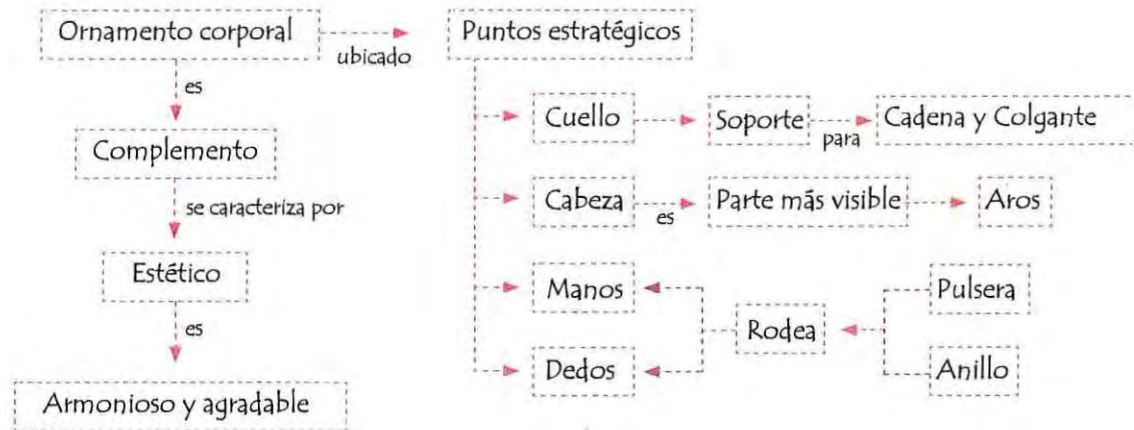 Ornamento corporal
ubicado
Puntos estratégicos
es
Complemento
se caracteriza por
Estético
es
Armonioso y agradable
Cuello
Soporte
para
Cadena y Colgante
Cabeza
es
Parte más visible
Aros
Manos
Dedos
Rodea
Pulsera
Anillo